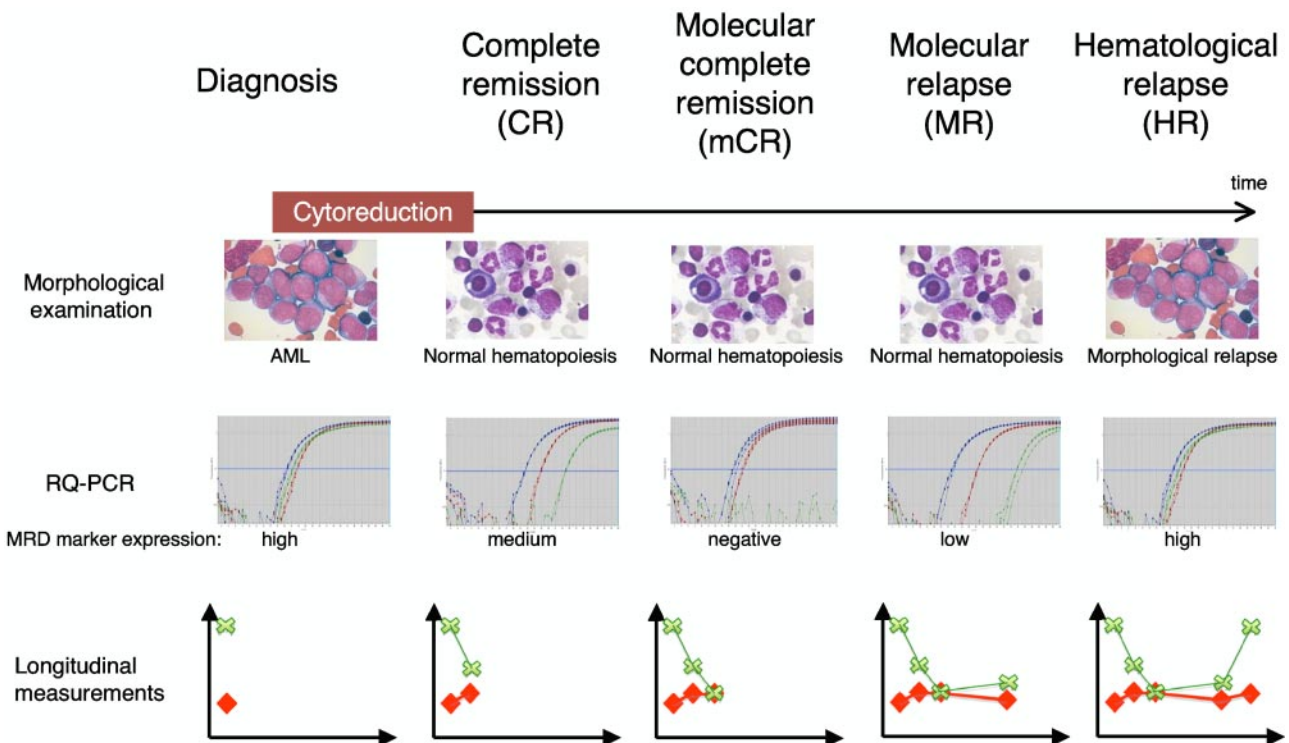 Diagnosis
Complete
remission
(CR)
Molecular
complete
remission
(mCR)
Molecular
relapse
(MR)
Hematological
relapse
(HR)
time
Cytoreduction
Morphological
examination
AML
Normal hematopoiesis
Normal hematopoiesis
Normal hematopoiesis
Morphological relapse
RQ-PCR
MRD marker expression:
high
medium
negative
low
high
Longitudinal
measurements